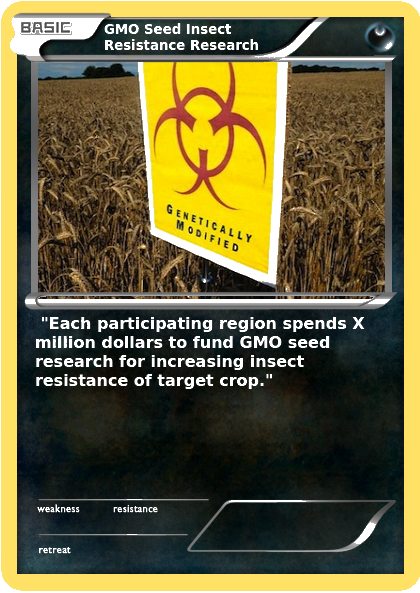 BASIC
GMO Seed Insect
Resistance Research
GENETICALLY
MODIFIED
"Each participating region spends X
million dollars to fund GMO seed
research for increasing insect
resistance of target crop."
weakness resistance
retreat